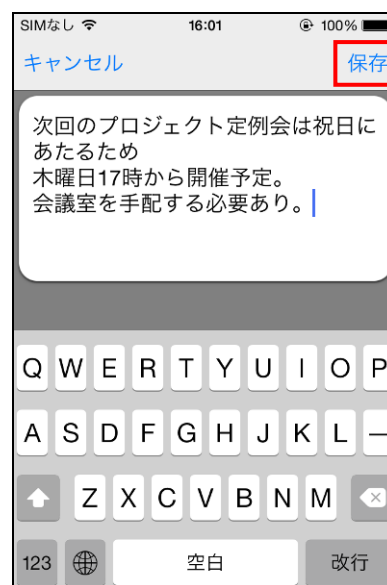 SIMなし 16:01 100%
キャンセル 保存
次回のプロジェクト定例会は祝日に
あたるため
木曜日17時から開催予定。
会議室を手配する必要あり。
Q W E R T Y U I O P
A S D F G H J K L ー
Z X C V B N M
123 空白 改行